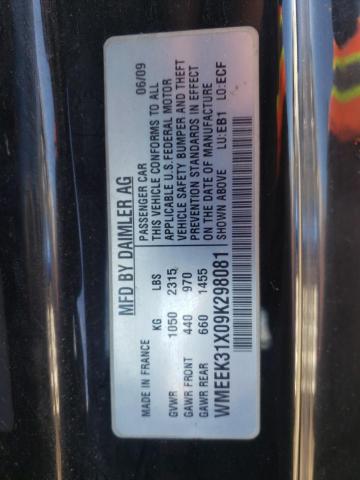 MFD BY DAIMLER AG
MADE IN FRANCE KG LBS
GVWR 1050 2315
GAWR FRONT 440 970
GAWR REAR 660 1455
WMEEK31X09K298081
PASSENGER CAR 06/09
THIS VEHICLE CONFORMS TO ALL
APPLICABLE U.S. FEDERAL MOTOR
VEHICLE SAFETY BUMPER AND THEFT
PREVENTION STANDARDS IN EFFECT
ON THE DATE OF MANUFACTURE
SHOWN ABOVE LU:EB1 LO:ECF